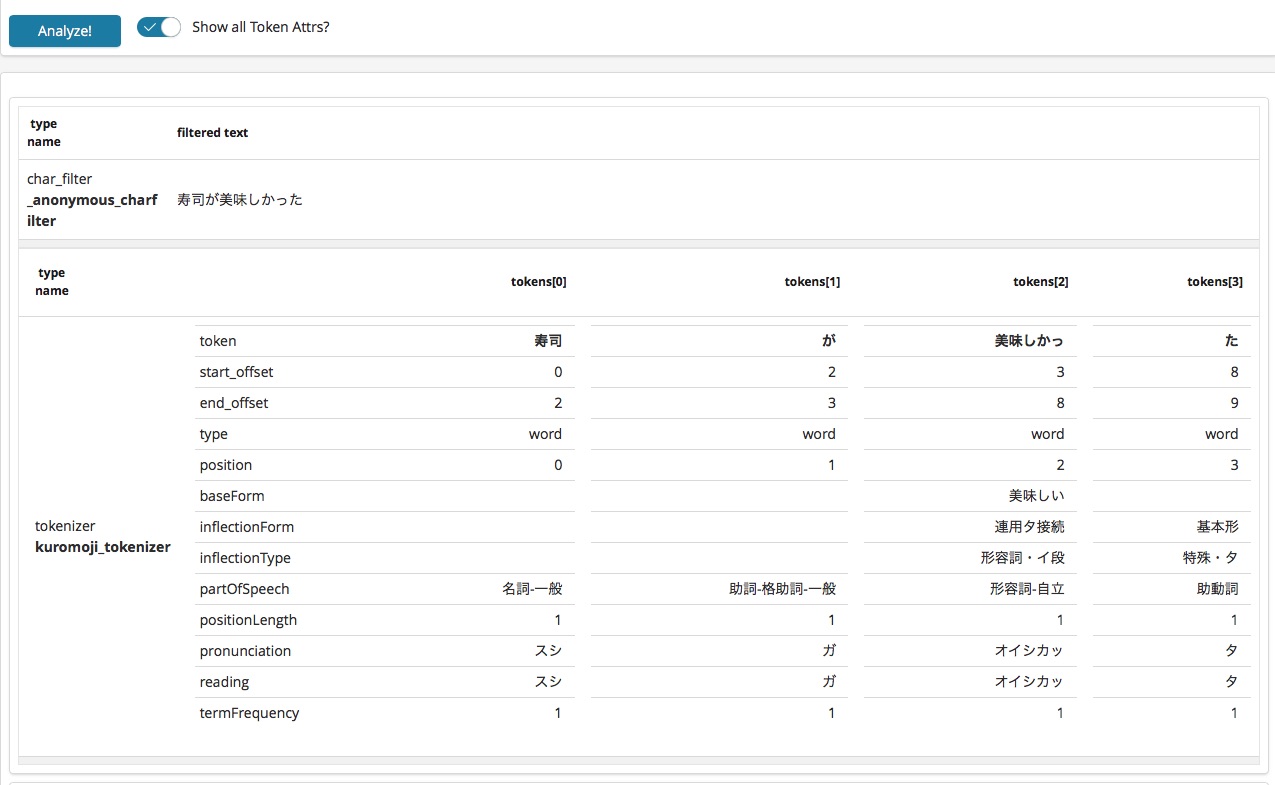 Analyze! Show all Token Attrs?
type
name
filtered text
char_filter
_anonymous_charf
ilter
寿司が美味しかった
type
name
tokens[0] tokens[1] tokens[2] tokens[3]
tokenizer
kuromoji_tokenizer
token 寿司 が 美味しかっ た
start_offset 0 2 3 8
end_offset 2 3 8 9
type word word word word
position 0 1 2 3
baseForm 美味しい
inflectionForm 連用タ接続 基本形
inflectionType 形容詞・イ段 特殊・タ
partOfSpeech 名詞-一般 助詞-格助詞-一般 形容詞-自立 助動詞
positionLength 1 1 1 1
pronunciation スシ ガ オイシカッ タ
reading スシ ガ オイシカッ タ
termFrequency 1 1 1 1